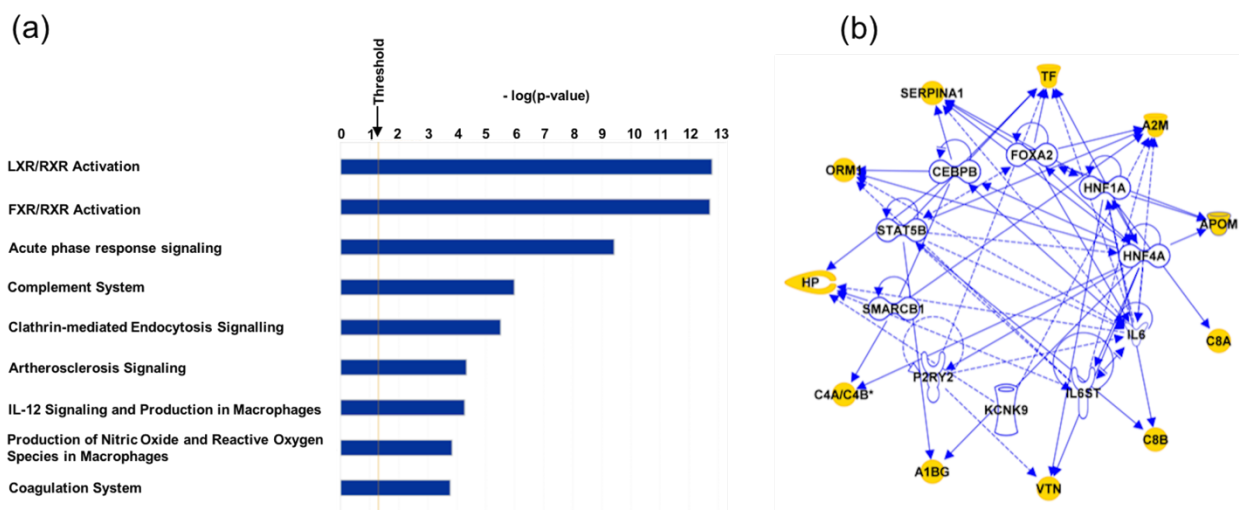 (a)
(b)
Threshold
- log(p-value)
0 1 2 3 4 5 6 7 8 9 10 11 12 13
LXR/RXR Activation
FXR/RXR Activation
Acute phase response signaling
Complement System
Clathrin-mediated Endocytosis Signalling
Artherosclerosis Signaling
IL-12 Signaling and Production in Macrophages
Production of Nitric Oxide and Reactive Oxygen
Species in Macrophages
Coagulation System
TF
SERPINA1
A2M
FOXA2
CEBPB
ORM1
HNF1A
APOM
STAT5B
HNF4A
HP
SMARCB1
IL6
C8A
P2RY2
IL6ST
C4A/C4B*
KCNK9
C8B
A1BG
VTN